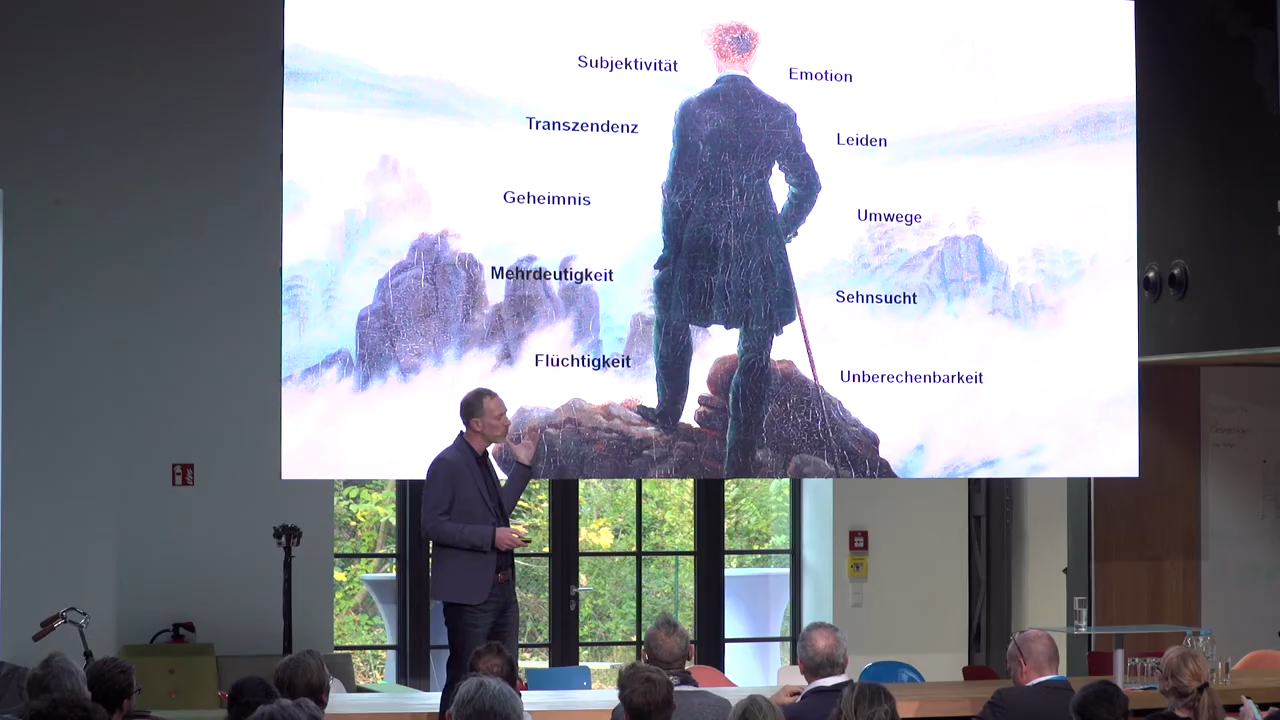 Subjektivität
Emotion
Transzendenz
Leiden
Geheimnis
Umwege
Mehrdeutigkeit
Sehnsucht
Flüchtigkeit
Unberechenbarkeit